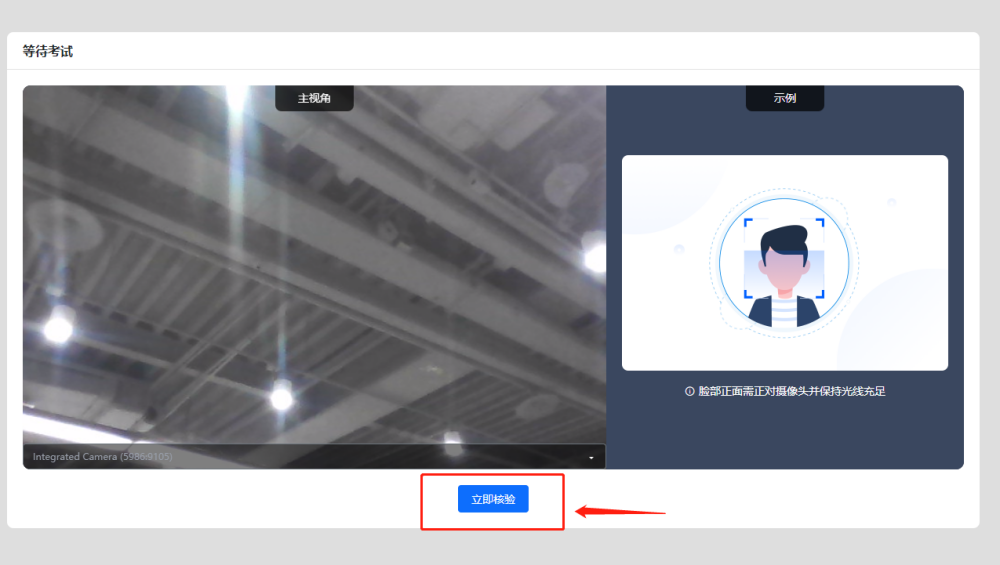 等待考试
主视角
示例
脸部正面需正对摄像头并保持光线充足
Integrated Camera (5986:9105)
立即核验